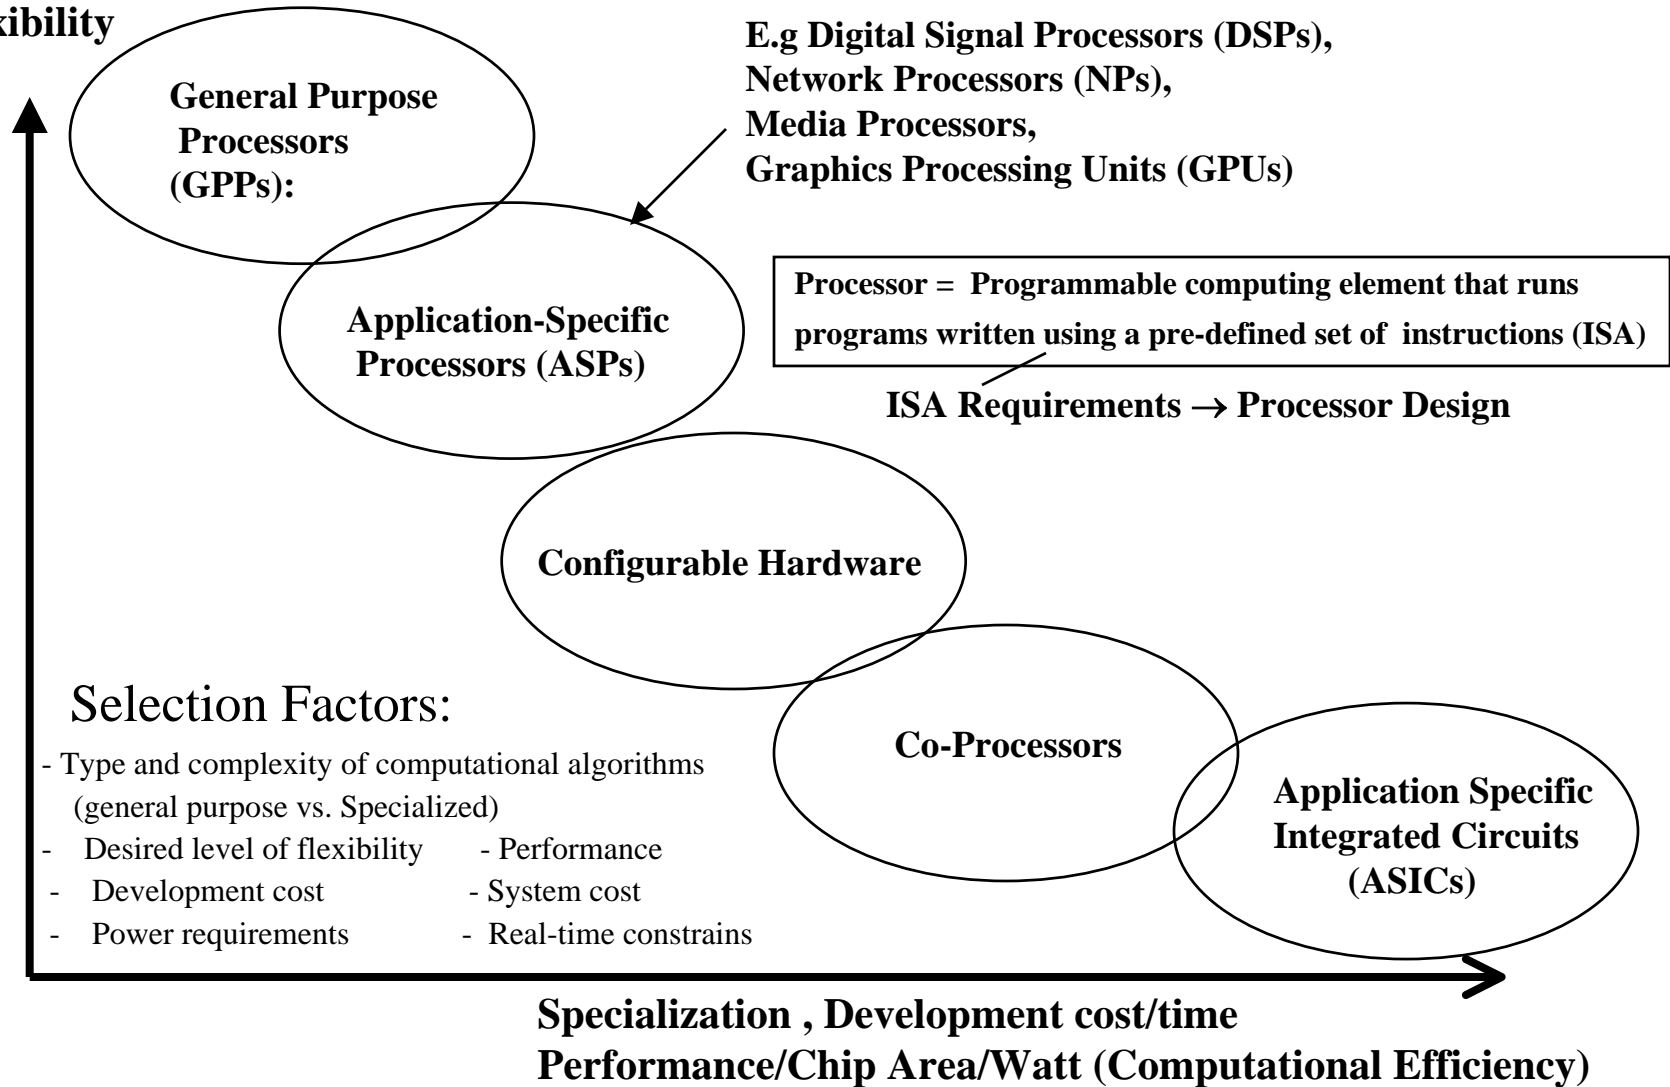 xibility
General Purpose
Processors
(GPPs):
E.g Digital Signal Processors (DSPs),
Network Processors (NPs),
Media Processors,
Graphics Processing Units (GPUs)
Application-Specific
Processors (ASPs)
Processor = Programmable computing element that runs
programs written using a pre-defined set of instructions (ISA)
ISA Requirements → Processor Design
Configurable Hardware
Co-Processors
Application Specific
Integrated Circuits
(ASICs)
Selection Factors:
- Type and complexity of computational algorithms
(general purpose vs. Specialized)
- Desired level of flexibility - Performance
- Development cost - System cost
- Power requirements - Real-time constrains
Specialization , Development cost/time
Performance/Chip Area/Watt (Computational Efficiency)